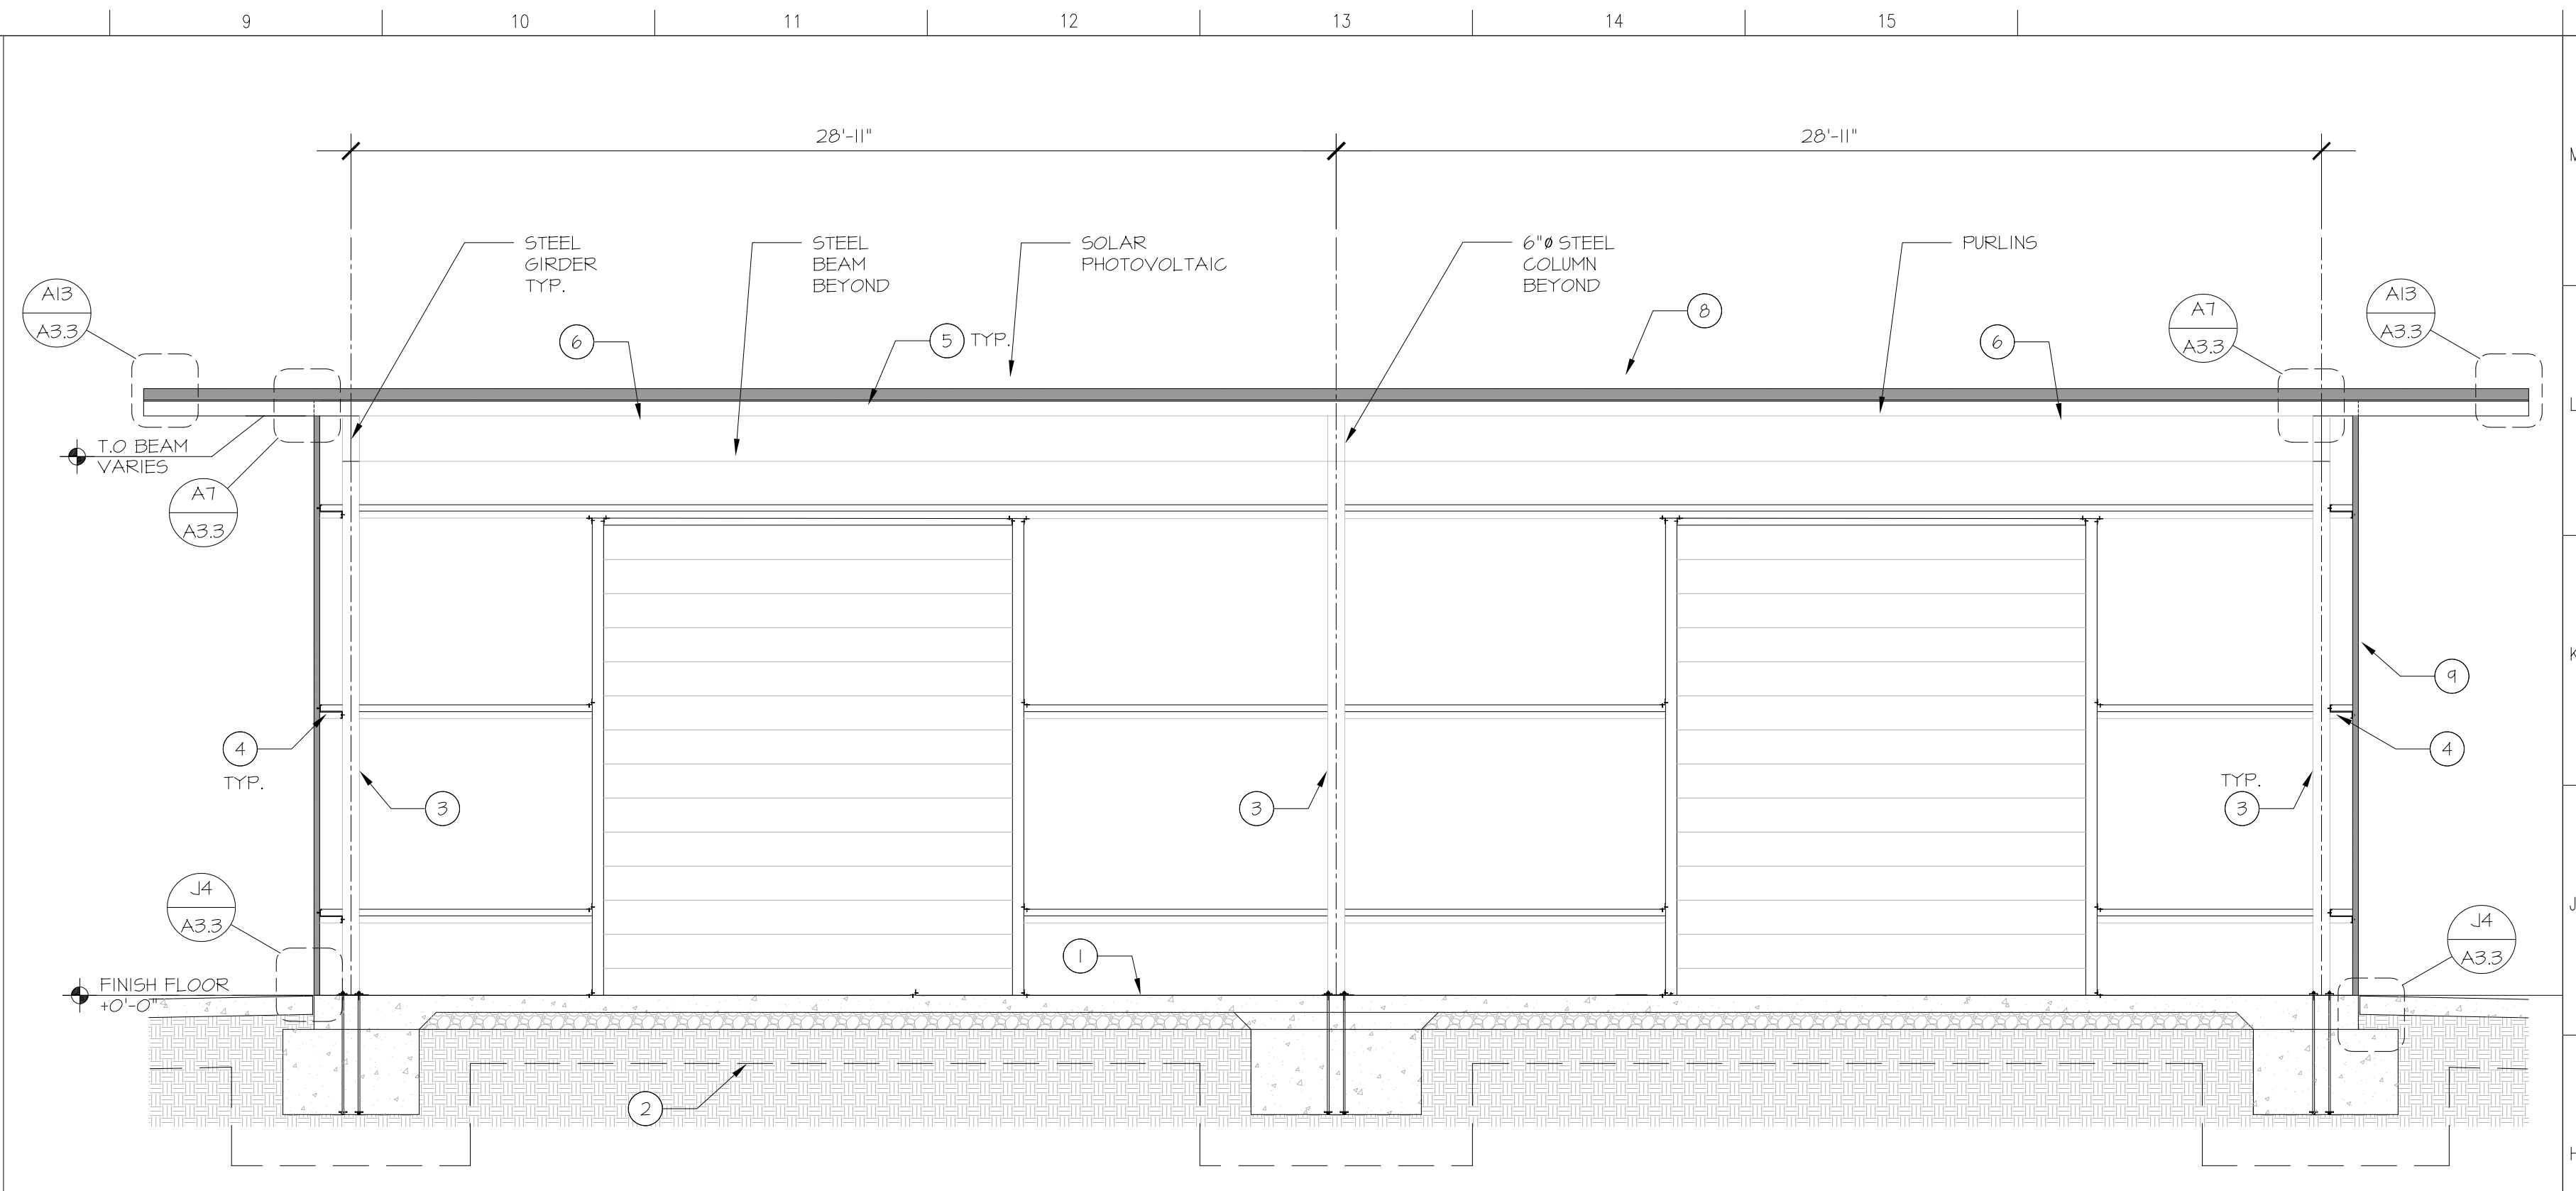 9
10
11
12
13
14
15
28'-11"
28'-11"
M
STEEL
GIRDER
TYP.
STEEL
BEAM
BEYOND
SOLAR
PHOTOVOLTAIC
6"Ø STEEL
COLUMN
BEYOND
PURLINS
A13
A3.3
A7
A3.3
A13
A3.3
6
5 TYP.
8
6
L
T.O BEAM
VARIES
A7
A3.3
K
9
4
TYP.
4
3
3
TYP.
3
J4
A3.3
J
1
J4
A3.3
FINISH FLOOR
+0'-0"
2
H